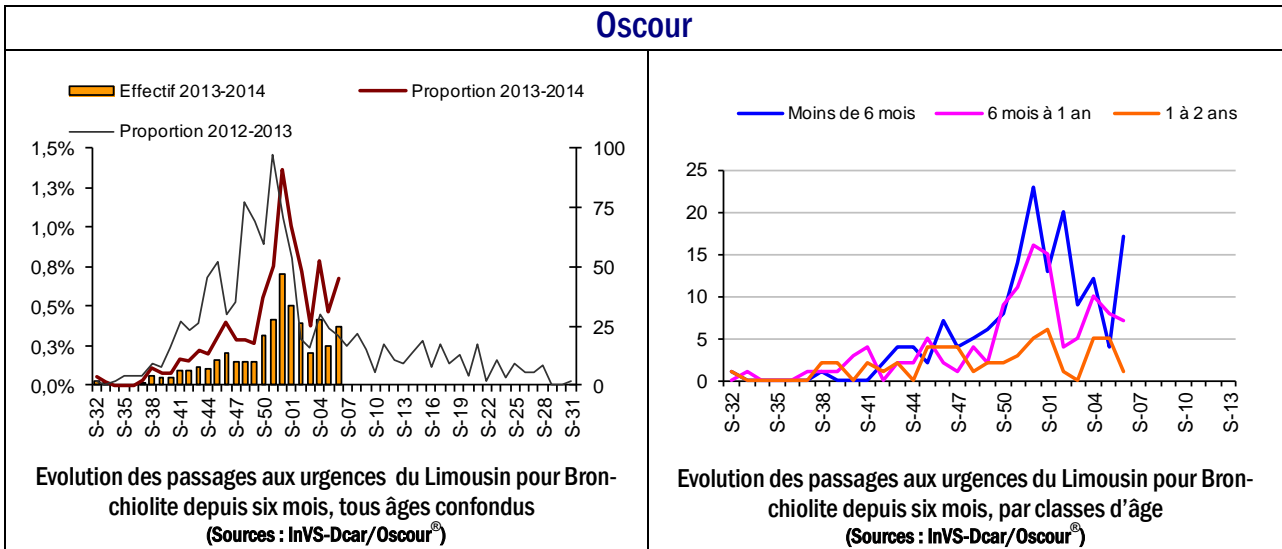 Oscour
Effectif 2013-2014
Proportion 2013-2014
Proportion 2012-2013
1,5%
1,3%
1,0%
0,8%
0,5%
0,3%
0,0%
100
75
50
25
0
S-32
S-35
S-38
S-41
S-44
S-47
S-50
S-01
S-04
S-07
S-10
S-13
S-16
S-19
S-22
S-25
S-28
S-31
Evolution des passages aux urgences du Limousin pour Bron-
chiolite depuis six mois, tous âges confondus
(Sources : InVS-Dcar/Oscour®)
Moins de 6 mois
6 mois à 1 an
1 à 2 ans
25
20
15
10
5
0
S-32
S-35
S-38
S-41
S-44
S-47
S-50
S-01
S-04
S-07
S-10
S-13
Evolution des passages aux urgences du Limousin pour Bron-
chiolite depuis six mois, par classes d’âge
(Sources : InVS-Dcar/Oscour®)